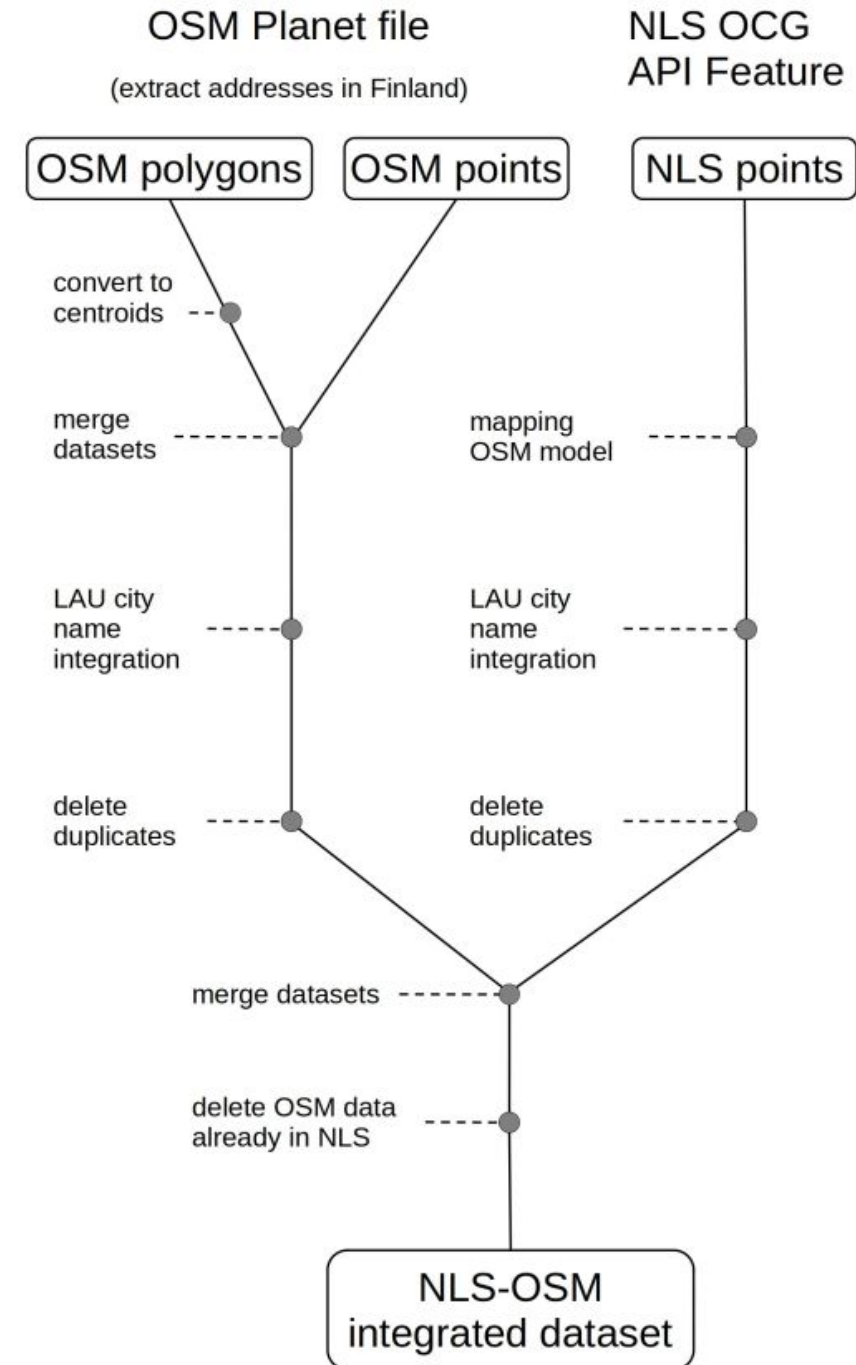 OSM Planet file
(extract addresses in Finland)
NLS OCG
API Feature
OSM polygons
OSM points
NLS points
convert to
centroids
merge
datasets
mapping
OSM model
LAU city
name
integration
LAU city
name
integration
delete
duplicates
delete
duplicates
merge datasets
delete OSM data
already in NLS
NLS-OSM
integrated dataset